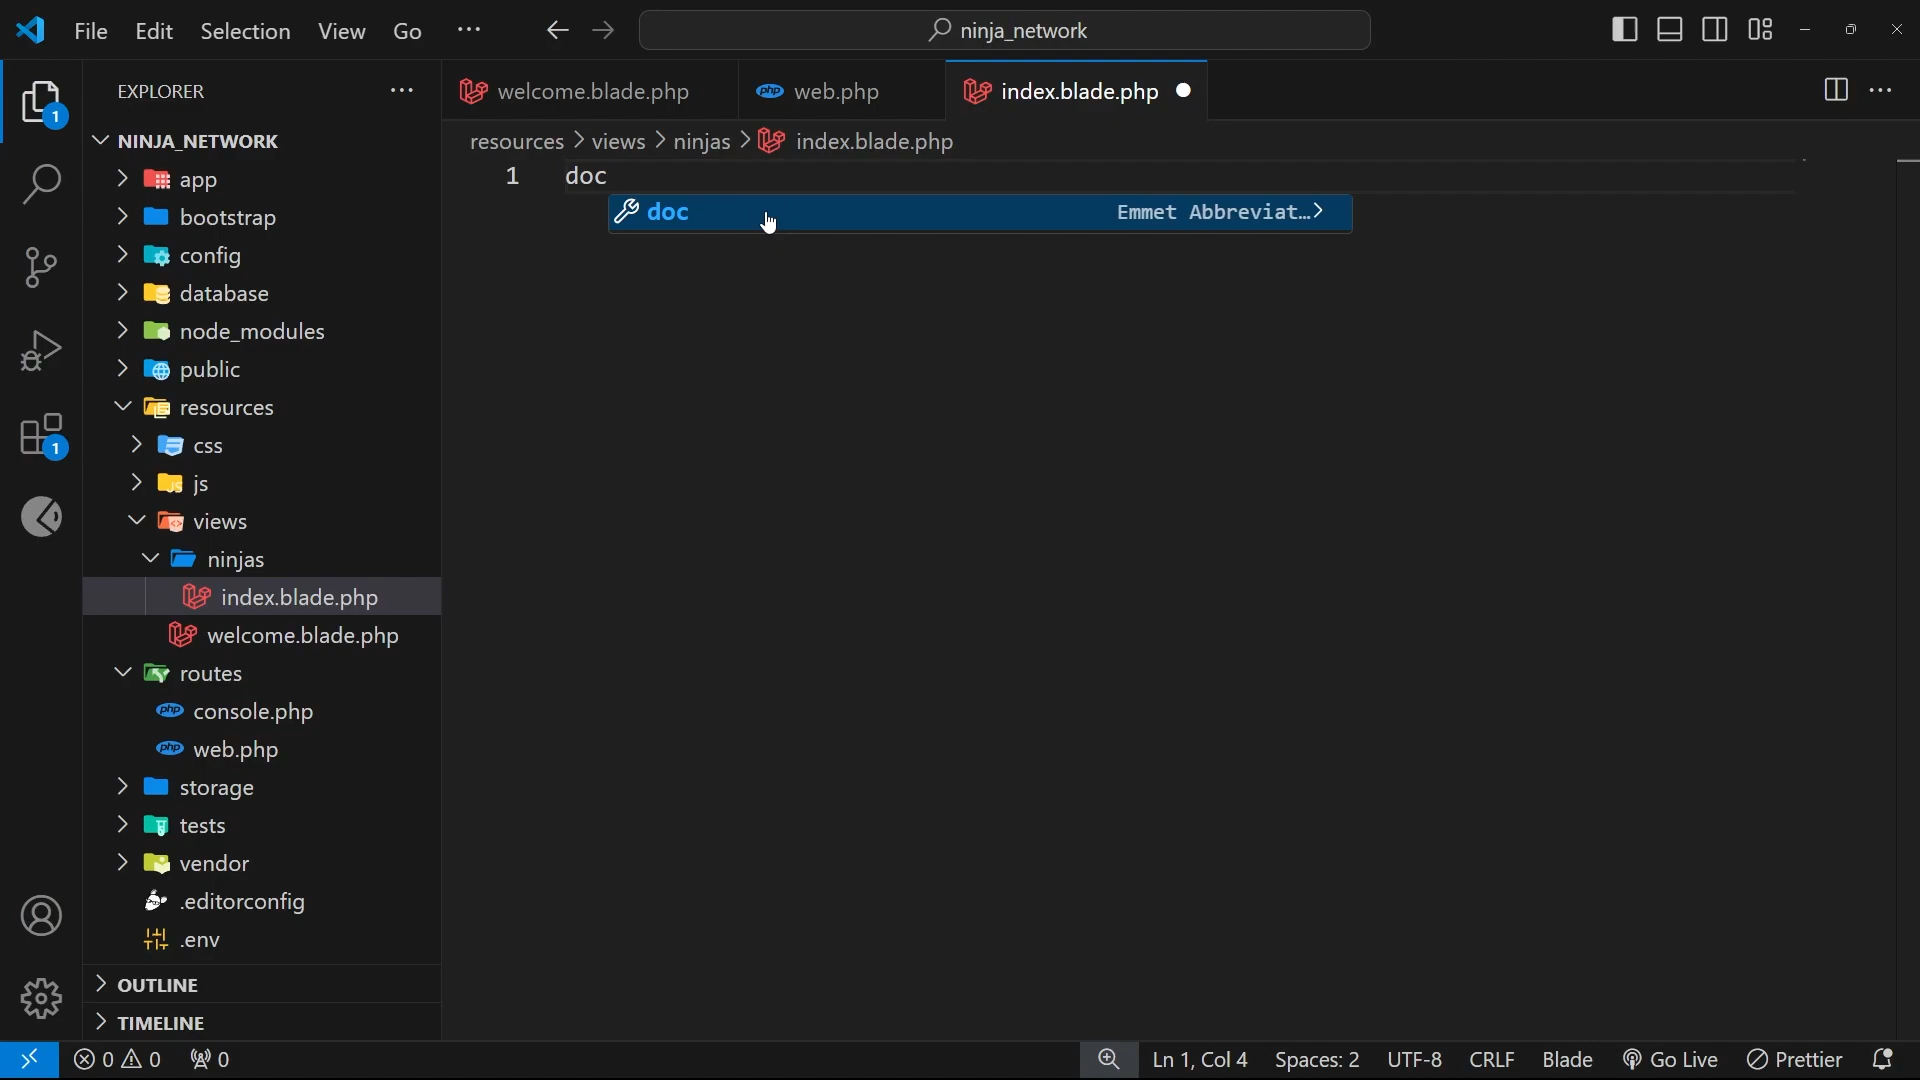 File Edit Selection View Go ··· ninja_network
EXPLORER ···
NINJA_NETWORK
app
bootstrap
config
database
node_modules
public
resources
css
js
views
ninjas
index.blade.php
welcome.blade.php
routes
console.php
web.php
storage
tests
vendor
.editorconfig
.env
OUTLINE
TIMELINE
1
1
welcome.blade.php
php web.php
index.blade.php
resources > views > ninjas > index.blade.php
1 doc
doc Emmet Abbreviat...>
0 0 0
Ln 1, Col 4 Spaces: 2 UTF-8 CRLF Blade Go Live Prettier